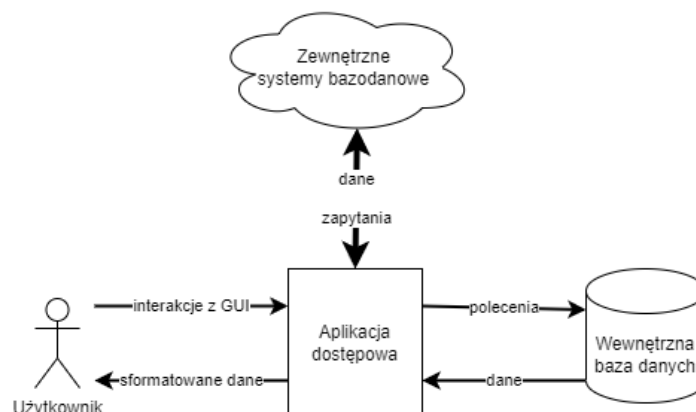 Zewnętrzne
systemy bazodanowe
dane
zapytania
interakcje z GUI
polecenia
Aplikacja
dostępowa
Wewnętrzna
baza danych
sformatowane dane
dane
Użytkownik